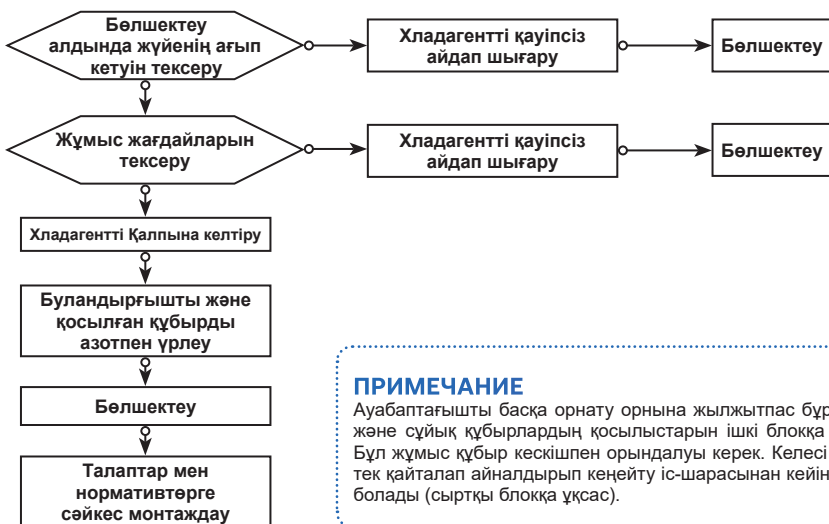 Бөлшектеу
алдында жүйенің ағып
кетуін тексеру
Хладагентті қауіпсіз
айдап шығару
Бөлшектеу
Жұмыс жағдайларын
тексеру
Хладагентті қауіпсіз
айдап шығару
Бөлшектеу
Хладагентті Қалпына келтіру
Буландырғышты және
қосылған құбырды
азотпен үрлеу
Бөлшектеу
Талаптар мен
нормативтөрге
сәйкес монтаждау
ПРИМЕЧАНИЕ
Ауабаптағышты басқа орнату орнына жылжытпас бұр
және сұйық құбырлардың қосылыстарын ішкі блокқа
Бұл жұмыс құбыр кескішпен орындалуы керек. Келесі
тек қайталап айналдырып кеңейту іс-шарасынан кейін
болады (сыртқы блокқа ұқсас).